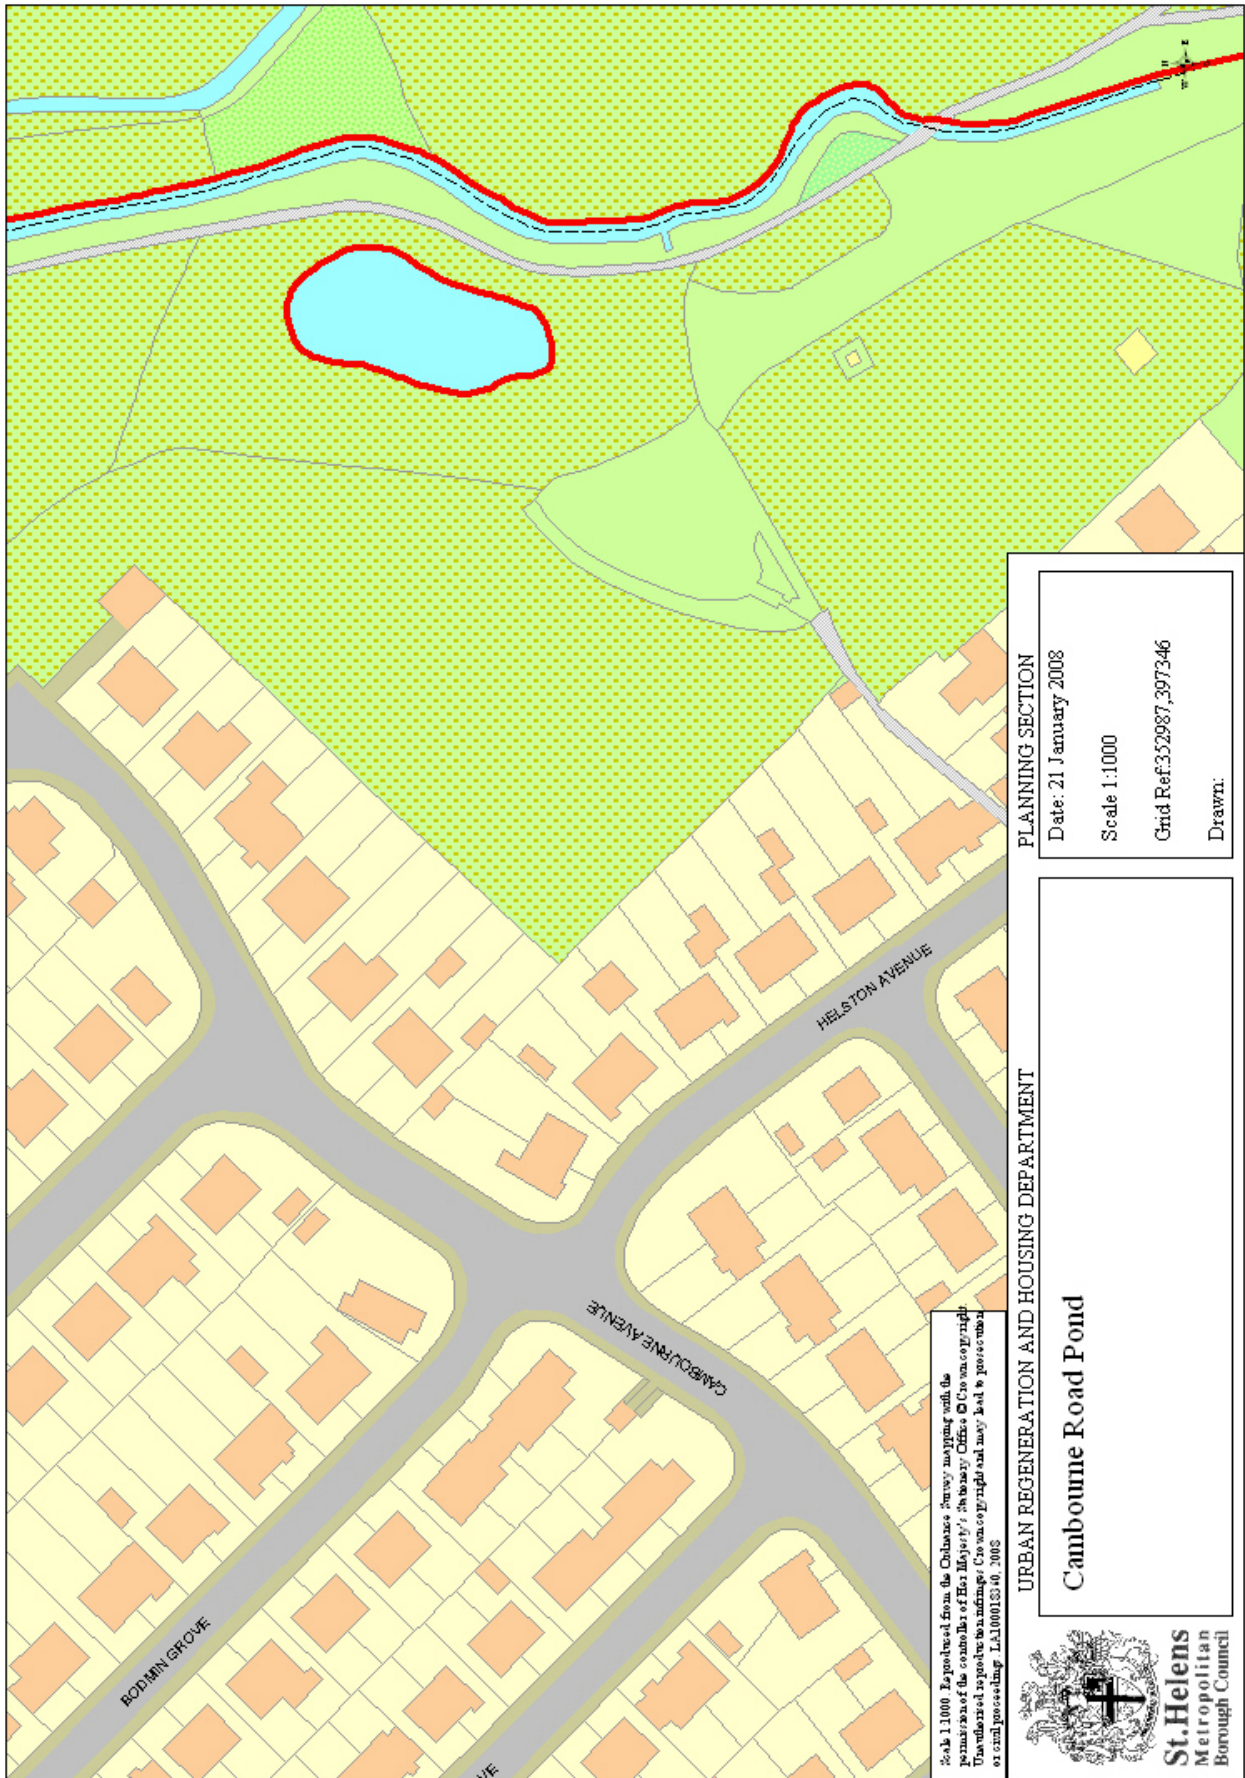 BODMIN GROVE
CAMBOURNE AVENUE
HELSTON AVENUE
VE
Scale 1:1000. Reproduced from the Ordnance Survey mapping with the
permission of the controller of Her Majesty's Stationery Office © Crown copyright.
Unauthorised reproduction infringes Crown copyright and may lead to prosecution
or civil proceedings. LA100018340, 2008
URBAN REGENERATION AND HOUSING DEPARTMENT
PLANNING SECTION
Cambourne Road Pond
Date: 21 January 2008
Scale 1:1000
Grid Ref:352987,397346
Drawn:
St.Helens
Metropolitan
Borough Council